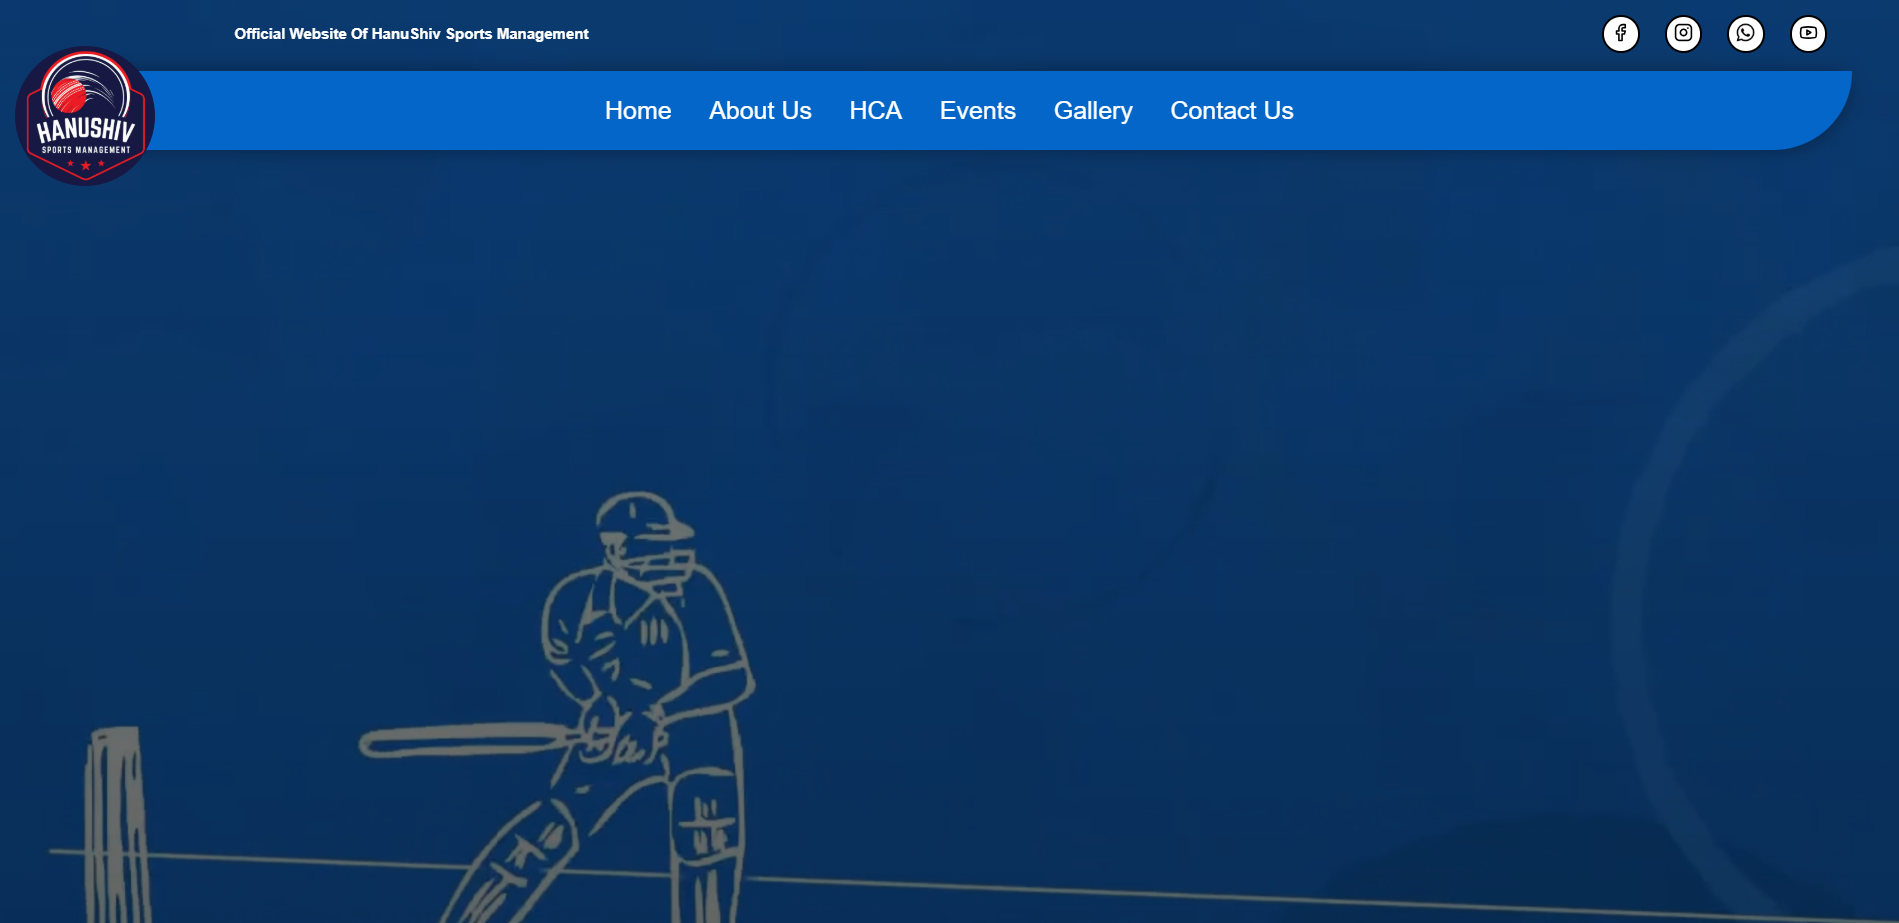 Official Website Of HanuShiv Sports Management
HANUSHIV
SPORTS MANAGEMENT
Home About Us HCA Events Gallery Contact Us